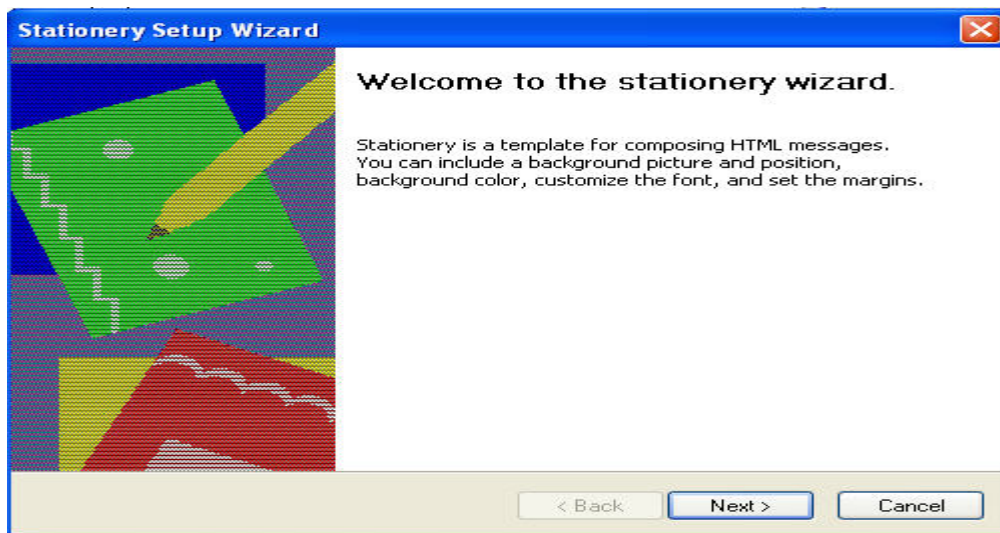 Stationery Setup Wizard
Welcome to the stationery wizard.
Stationery is a template for composing HTML messages.
You can include a background picture and position,
background color, customize the font, and set the margins.
< Back Next > Cancel